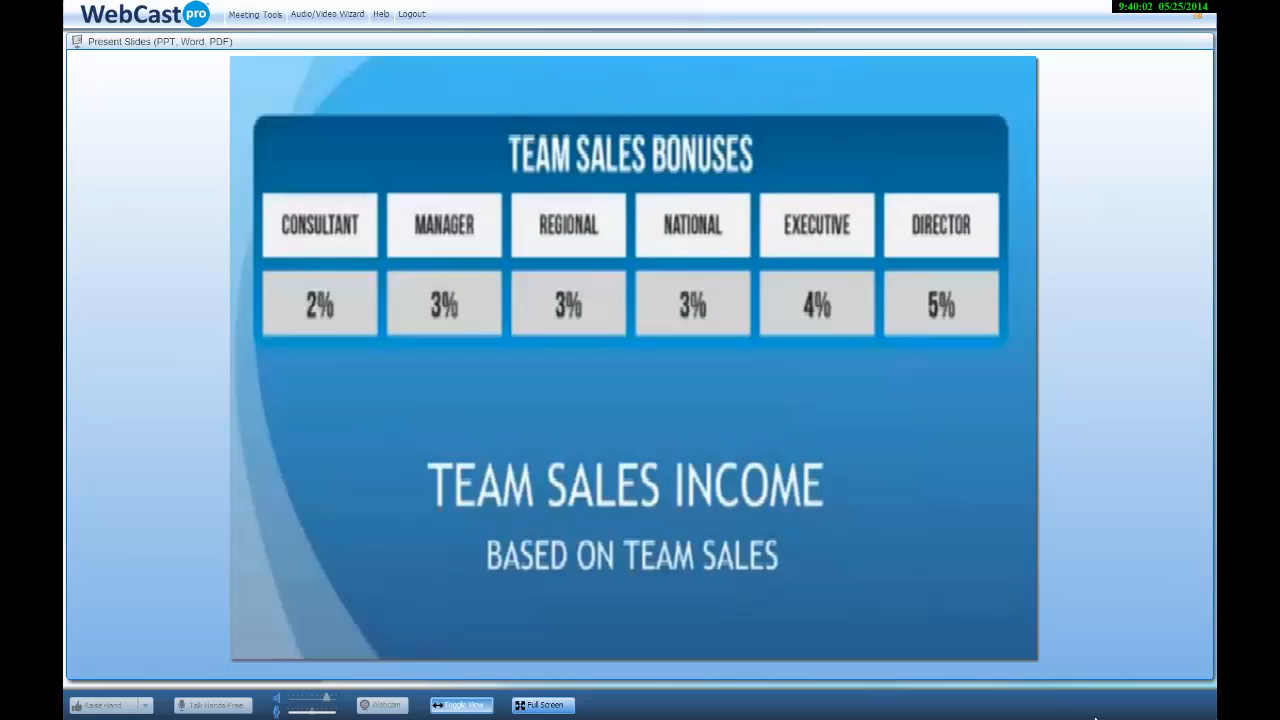 WebCast pro
Meeting Tools Audio/Video Wizard Help Logout
9:40:02 05/25/2014
Present Slides (PPT, Word, PDF)
TEAM SALES BONUSES
CONSULTANT MANAGER REGIONAL NATIONAL EXECUTIVE DIRECTOR
2% 3% 3% 3% 4% 5%
TEAM SALES INCOME
BASED ON TEAM SALES
Raise Hand Talk Hands-Free Webcam Toggle View Full Screen